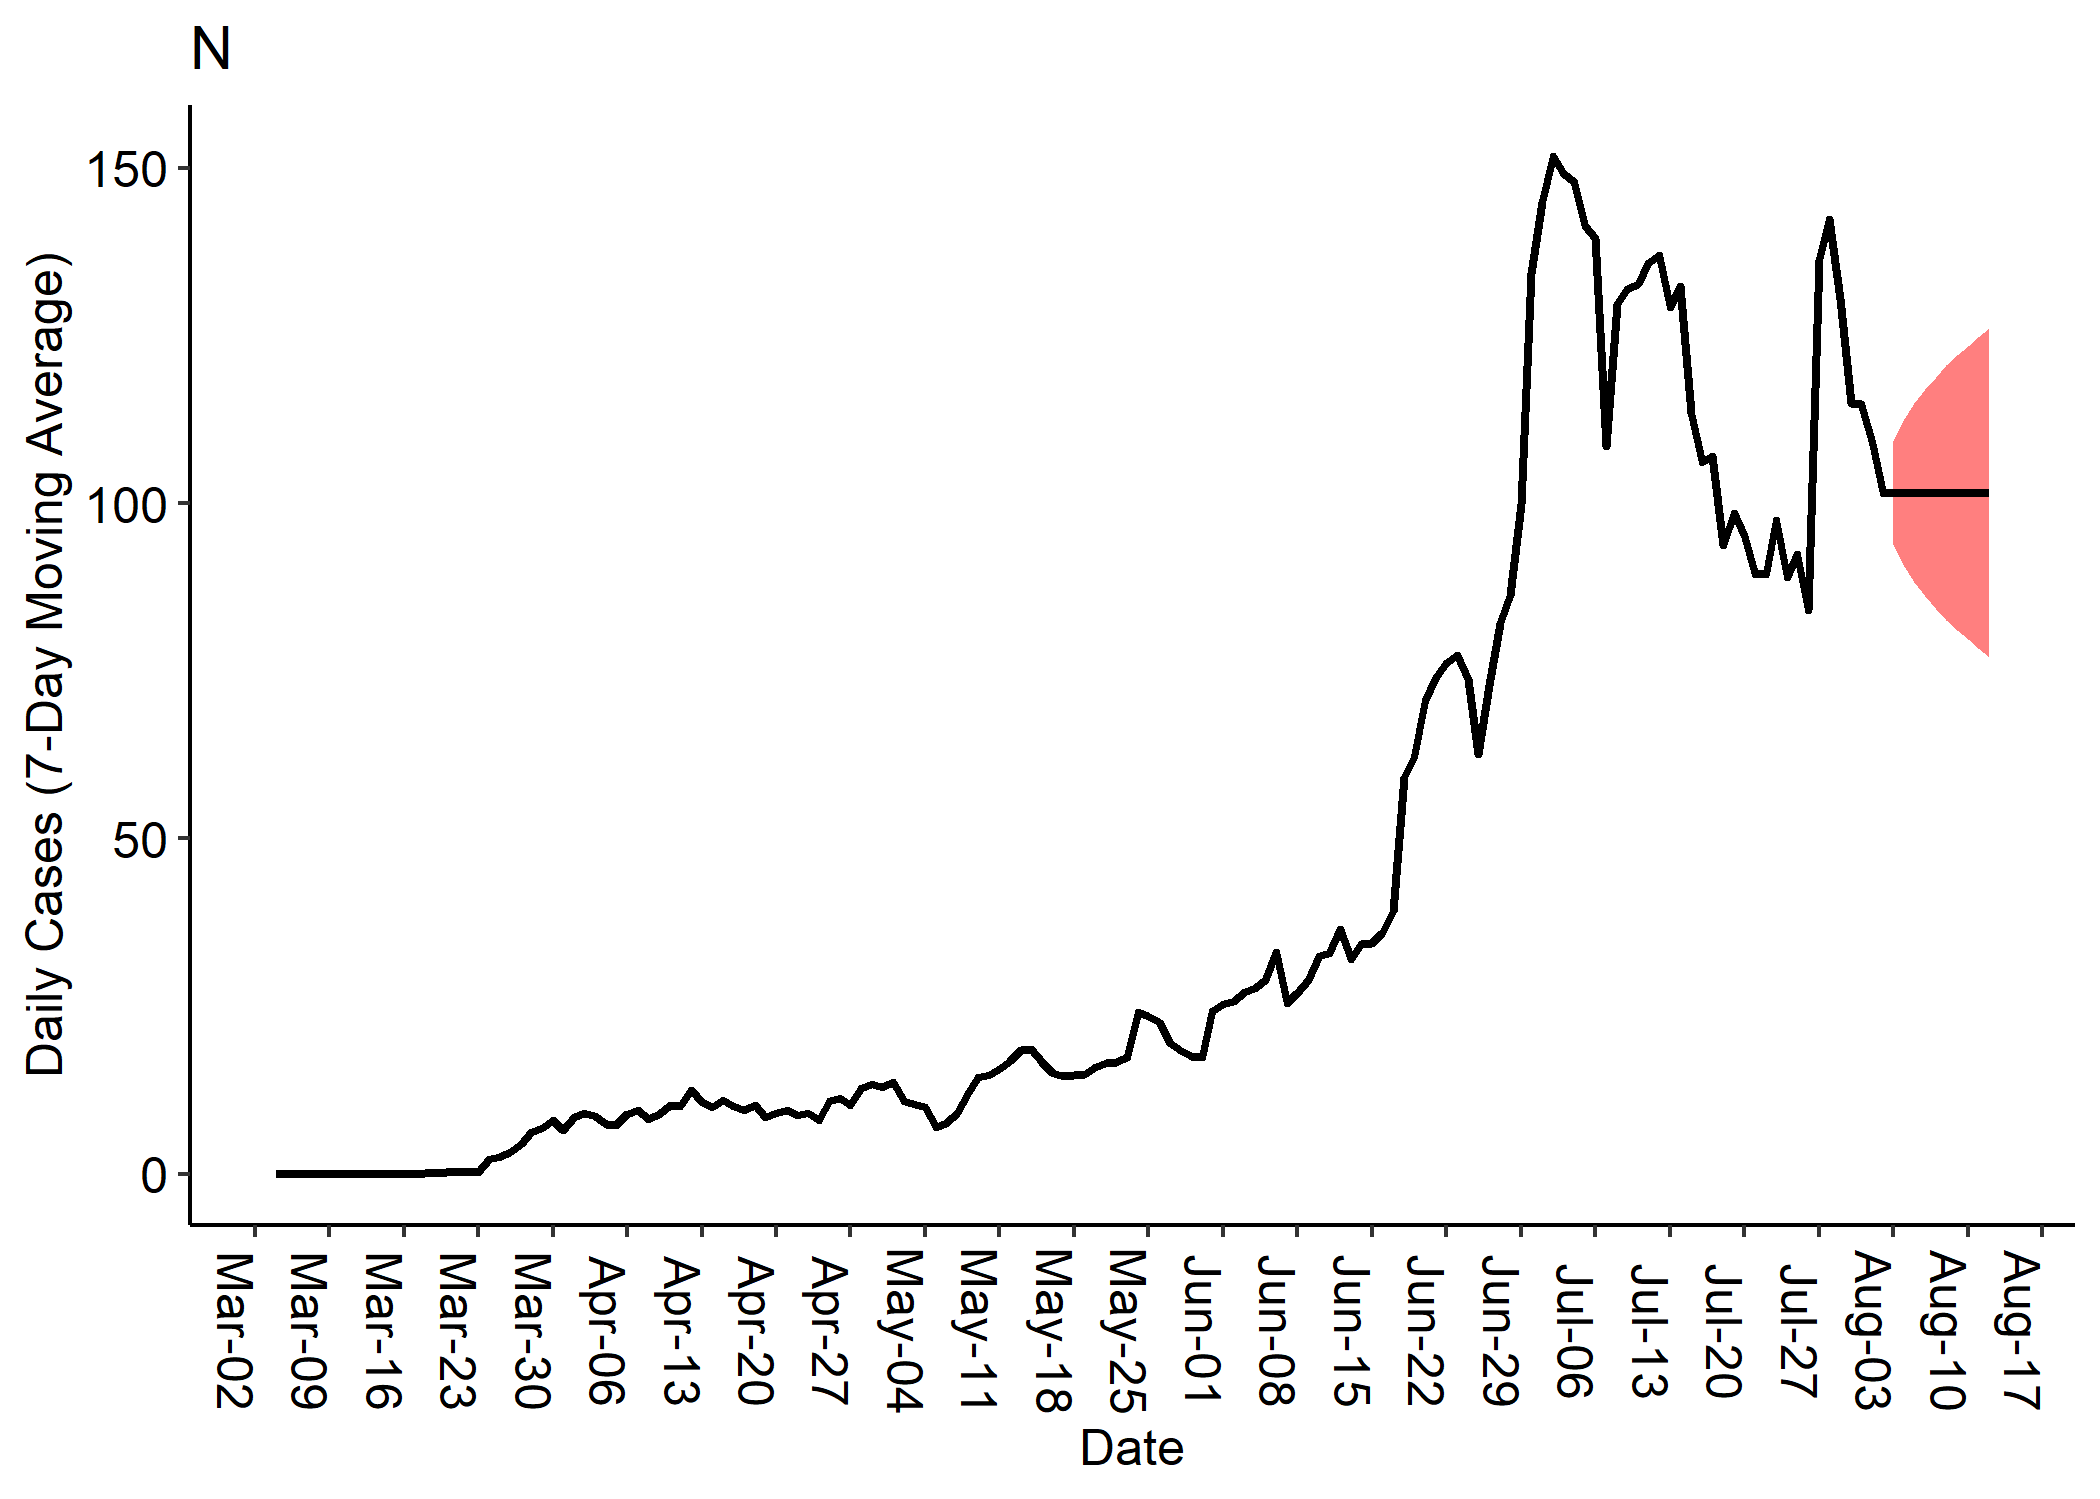 N
Daily Cases (7-Day Moving Average)
150
100
50
0
Mar-02
Mar-09
Mar-16
Mar-23
Mar-30
Apr-06
Apr-13
Apr-20
Apr-27
May-04
May-11
May-18
May-25
Jun-01
Jun-08
Jun-15
Jun-22
Jun-29
Jul-06
Jul-13
Jul-20
Jul-27
Aug-03
Aug-10
Aug-17
Date